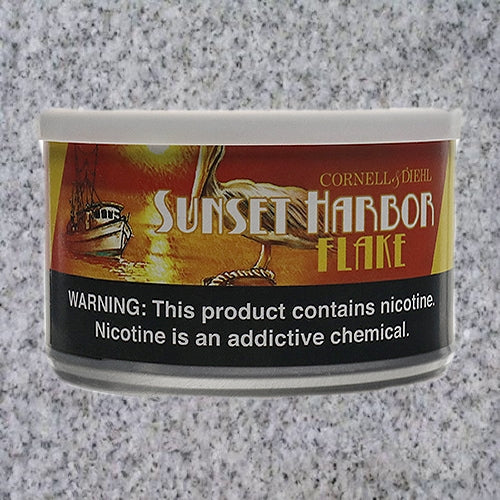 CORNELL & DIEHL
SUNSET HARBOR
FLAKE
WARNING: This product contains nicotine.
Nicotine is an addictive chemical.